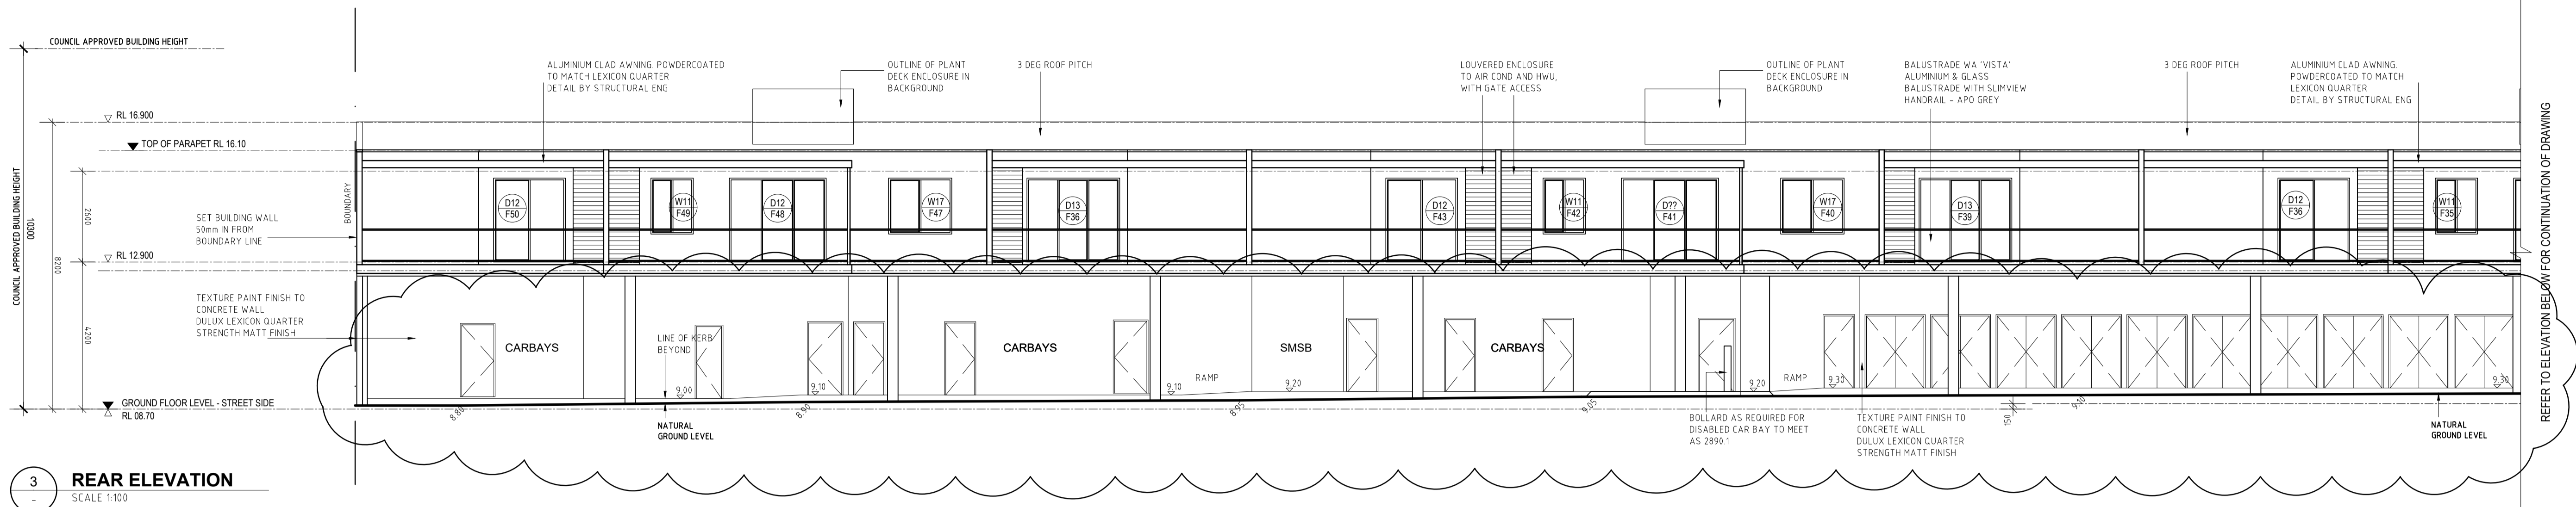 COUNCIL APPROVED BUILDING HEIGHT
ALUMINIUM CLAD AWNING. POWDERCOATED
TO MATCH LEXICON QUARTER
DETAIL BY STRUCTURAL ENG
OUTLINE OF PLANT
DECK ENCLOSURE IN
BACKGROUND
3 DEG ROOF PITCH
LOUVERED ENCLOSURE
TO AIR COND AND HWU,
WITH GATE ACCESS
OUTLINE OF PLANT
DECK ENCLOSURE IN
BACKGROUND
BALUSTRADE WA 'VISTA'
ALUMINIUM & GLASS
BALUSTRADE WITH SLIMVIEW
HANDRAIL - APO GREY
3 DEG ROOF PITCH
ALUMINIUM CLAD AWNING.
POWDERCOATED TO MATCH
LEXICON QUARTER
DETAIL BY STRUCTURAL ENG
RL 16.900
TOP OF PARAPET RL 16.10
COUNCIL APPROVED BUILDING HEIGHT
10300
8200
2600
4200
BOUNDARY
SET BUILDING WALL
50mm IN FROM
BOUNDARY LINE
RL 12.900
D12
F50
W11
F49
D12
F48
W17
F47
D13
F36
D12
F43
W11
F42
D??
F41
W17
F40
D13
F39
D12
F36
W11
F35
REFER TO ELEVATION BELOW FOR CONTINUATION OF DRAWING
TEXTURE PAINT FINISH TO
CONCRETE WALL
DULUX LEXICON QUARTER
STRENGTH MATT FINISH
CARBAYS
LINE OF KERB
BEYOND
CARBAYS
SMSB
CARBAYS
9.00
9.10
9.10
RAMP
9.20
9.20
RAMP
9.30
9.30
GROUND FLOOR LEVEL - STREET SIDE
RL 08.70
8.80
8.90
8.95
9.05
150
9.10
NATURAL
GROUND LEVEL
BOLLARD AS REQUIRED FOR
DISABLED CAR BAY TO MEET
AS 2890.1
TEXTURE PAINT FINISH TO
CONCRETE WALL
DULUX LEXICON QUARTER
STRENGTH MATT FINISH
NATURAL
GROUND LEVEL
3
-
REAR ELEVATION
SCALE 1:100